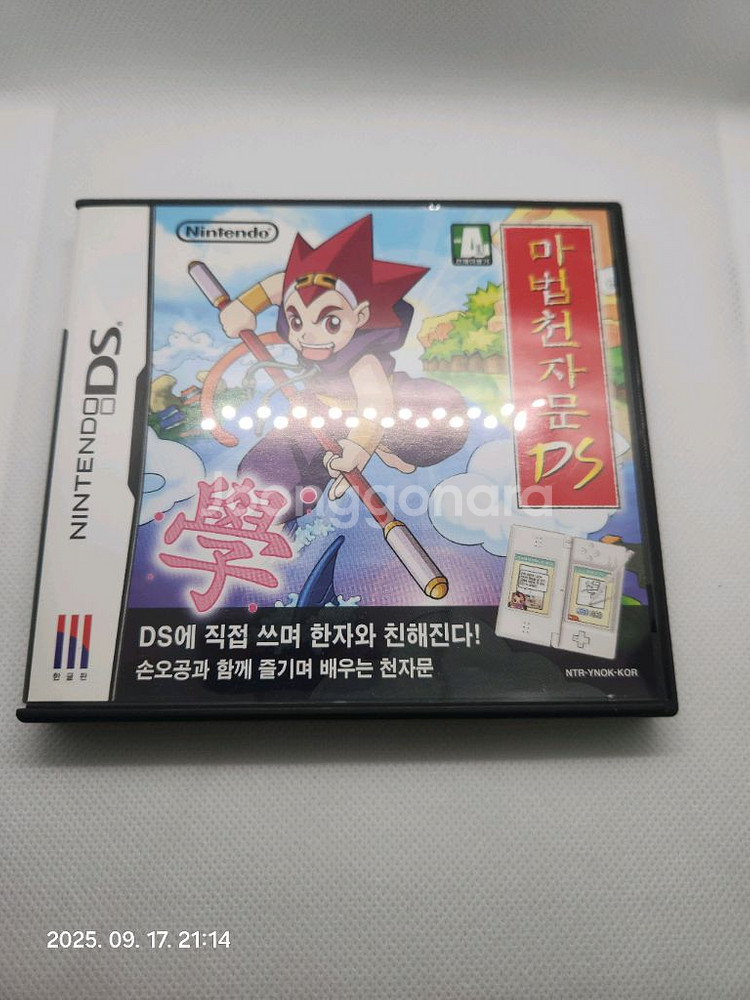 Nintendo
마법천자문 DS
NINTENDO DS
學
joonggonara
DS에 직접 쓰며 한자와 친해진다!
손오공과 함께 즐기며 배우는 천자문
한글판
NTR-YNOK-KOR
2025. 09. 17. 21:14